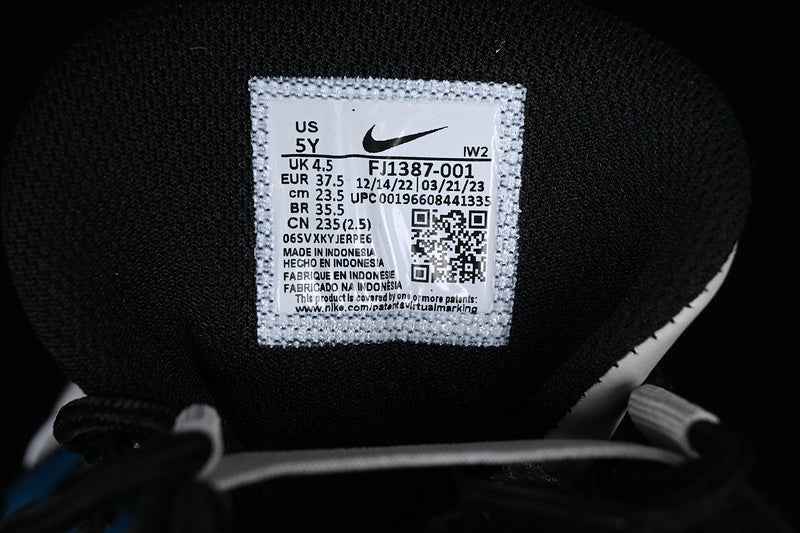 US
5Y
IW2
UK 4.5
FJ1387-001
EUR 37.5
12/14/22 | 03/21/23
cm 23.5
UPC 00196608441335
BR 35.5
CN 235 (2.5)
06SVXKYJERPE6
MADE IN INDONESIA
HECHO EN INDONESIA
FABRIQUE EN INDONESIE
FABRICADO NA INDONÉSIA
This product is covered by one or more patents:
www.nike.com/patentsvirtualmarking